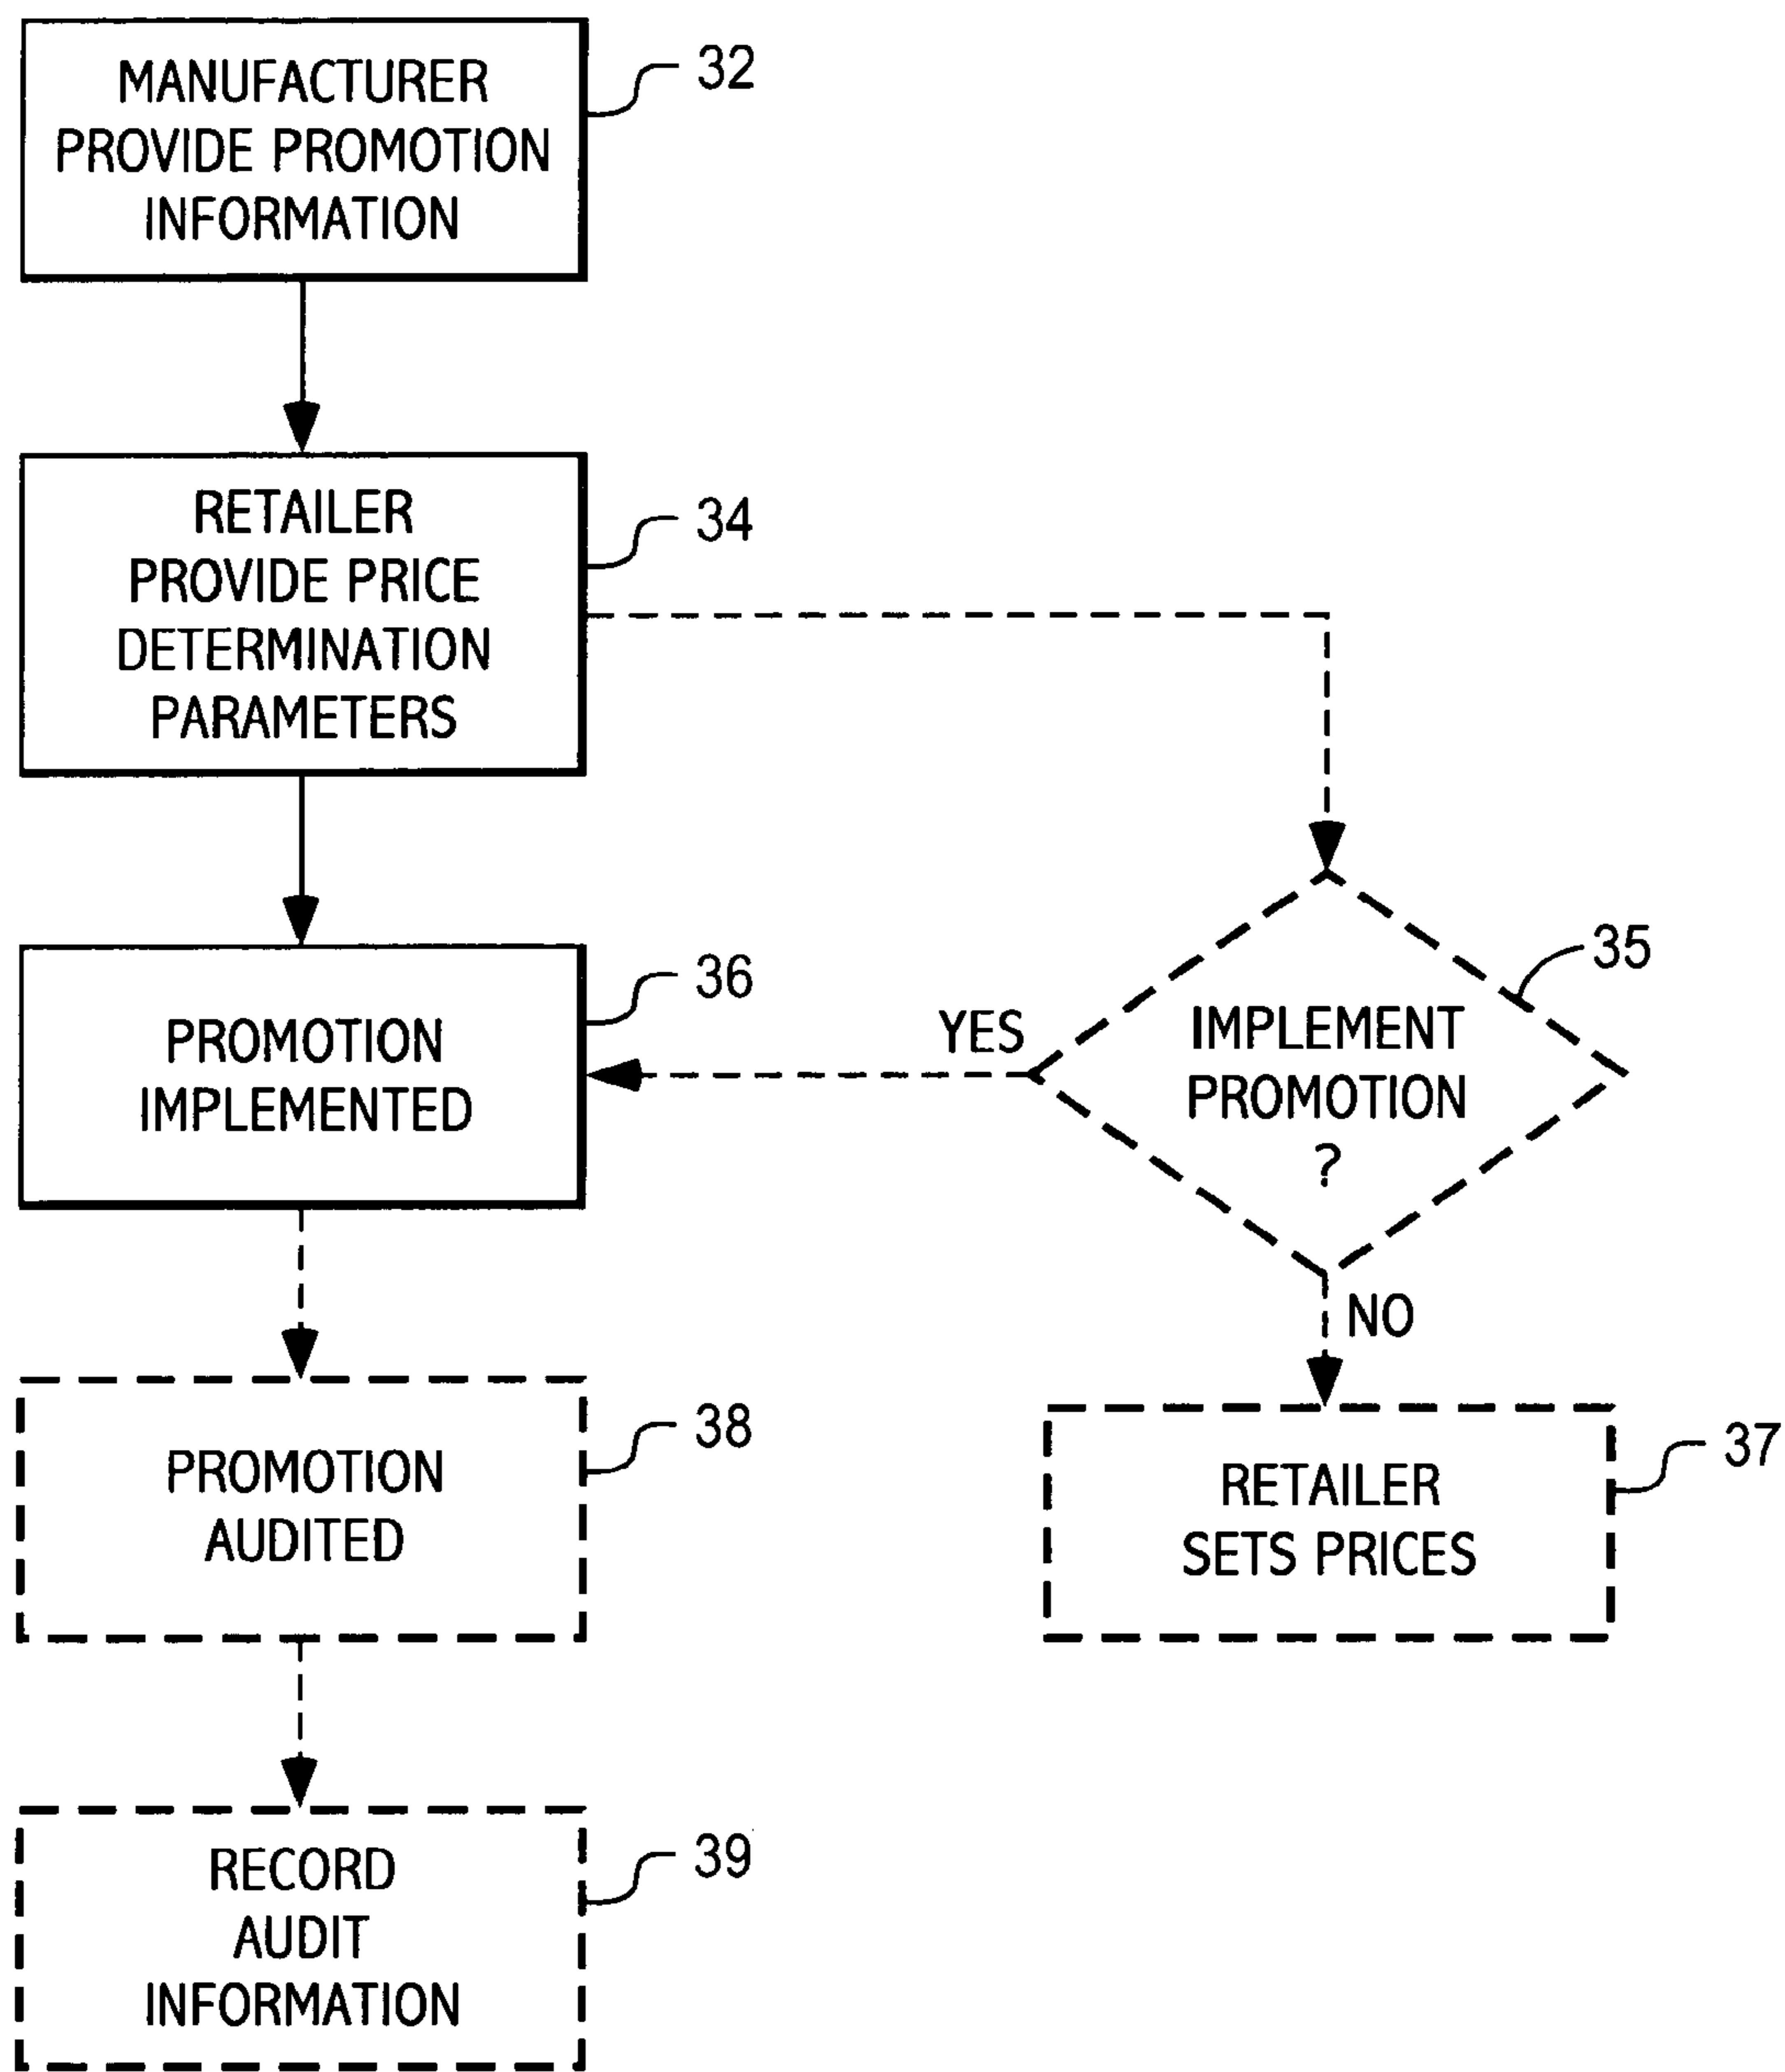 MANUFACTURER
PROVIDE PROMOTION
INFORMATION
32
RETAILER
PROVIDE PRICE
DETERMINATION
PARAMETERS
34
PROMOTION
IMPLEMENTED
36
YES
IMPLEMENT
PROMOTION
?
35
NO
PROMOTION
AUDITED
38
RETAILER
SETS PRICES
37
RECORD
AUDIT
INFORMATION
39